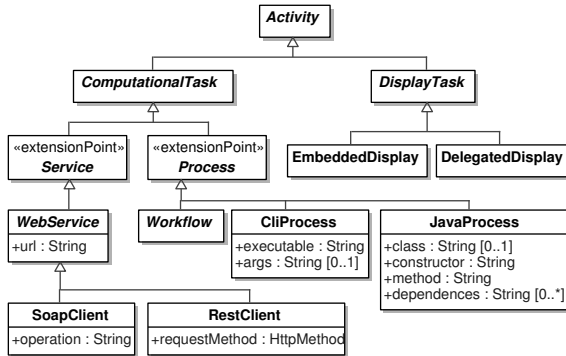 Activity
ComputationalTask
DisplayTask
«extensionPoint»
Service
«extensionPoint»
Process
EmbeddedDisplay
DelegatedDisplay
WebService
+url : String
Workflow
CliProcess
+executable : String
+args : String [0..1]
JavaProcess
+class : String [0..1]
+constructor : String
+method : String
+dependences : String [0..*]
SoapClient
+operation : String
RestClient
+requestMethod : HttpMethod